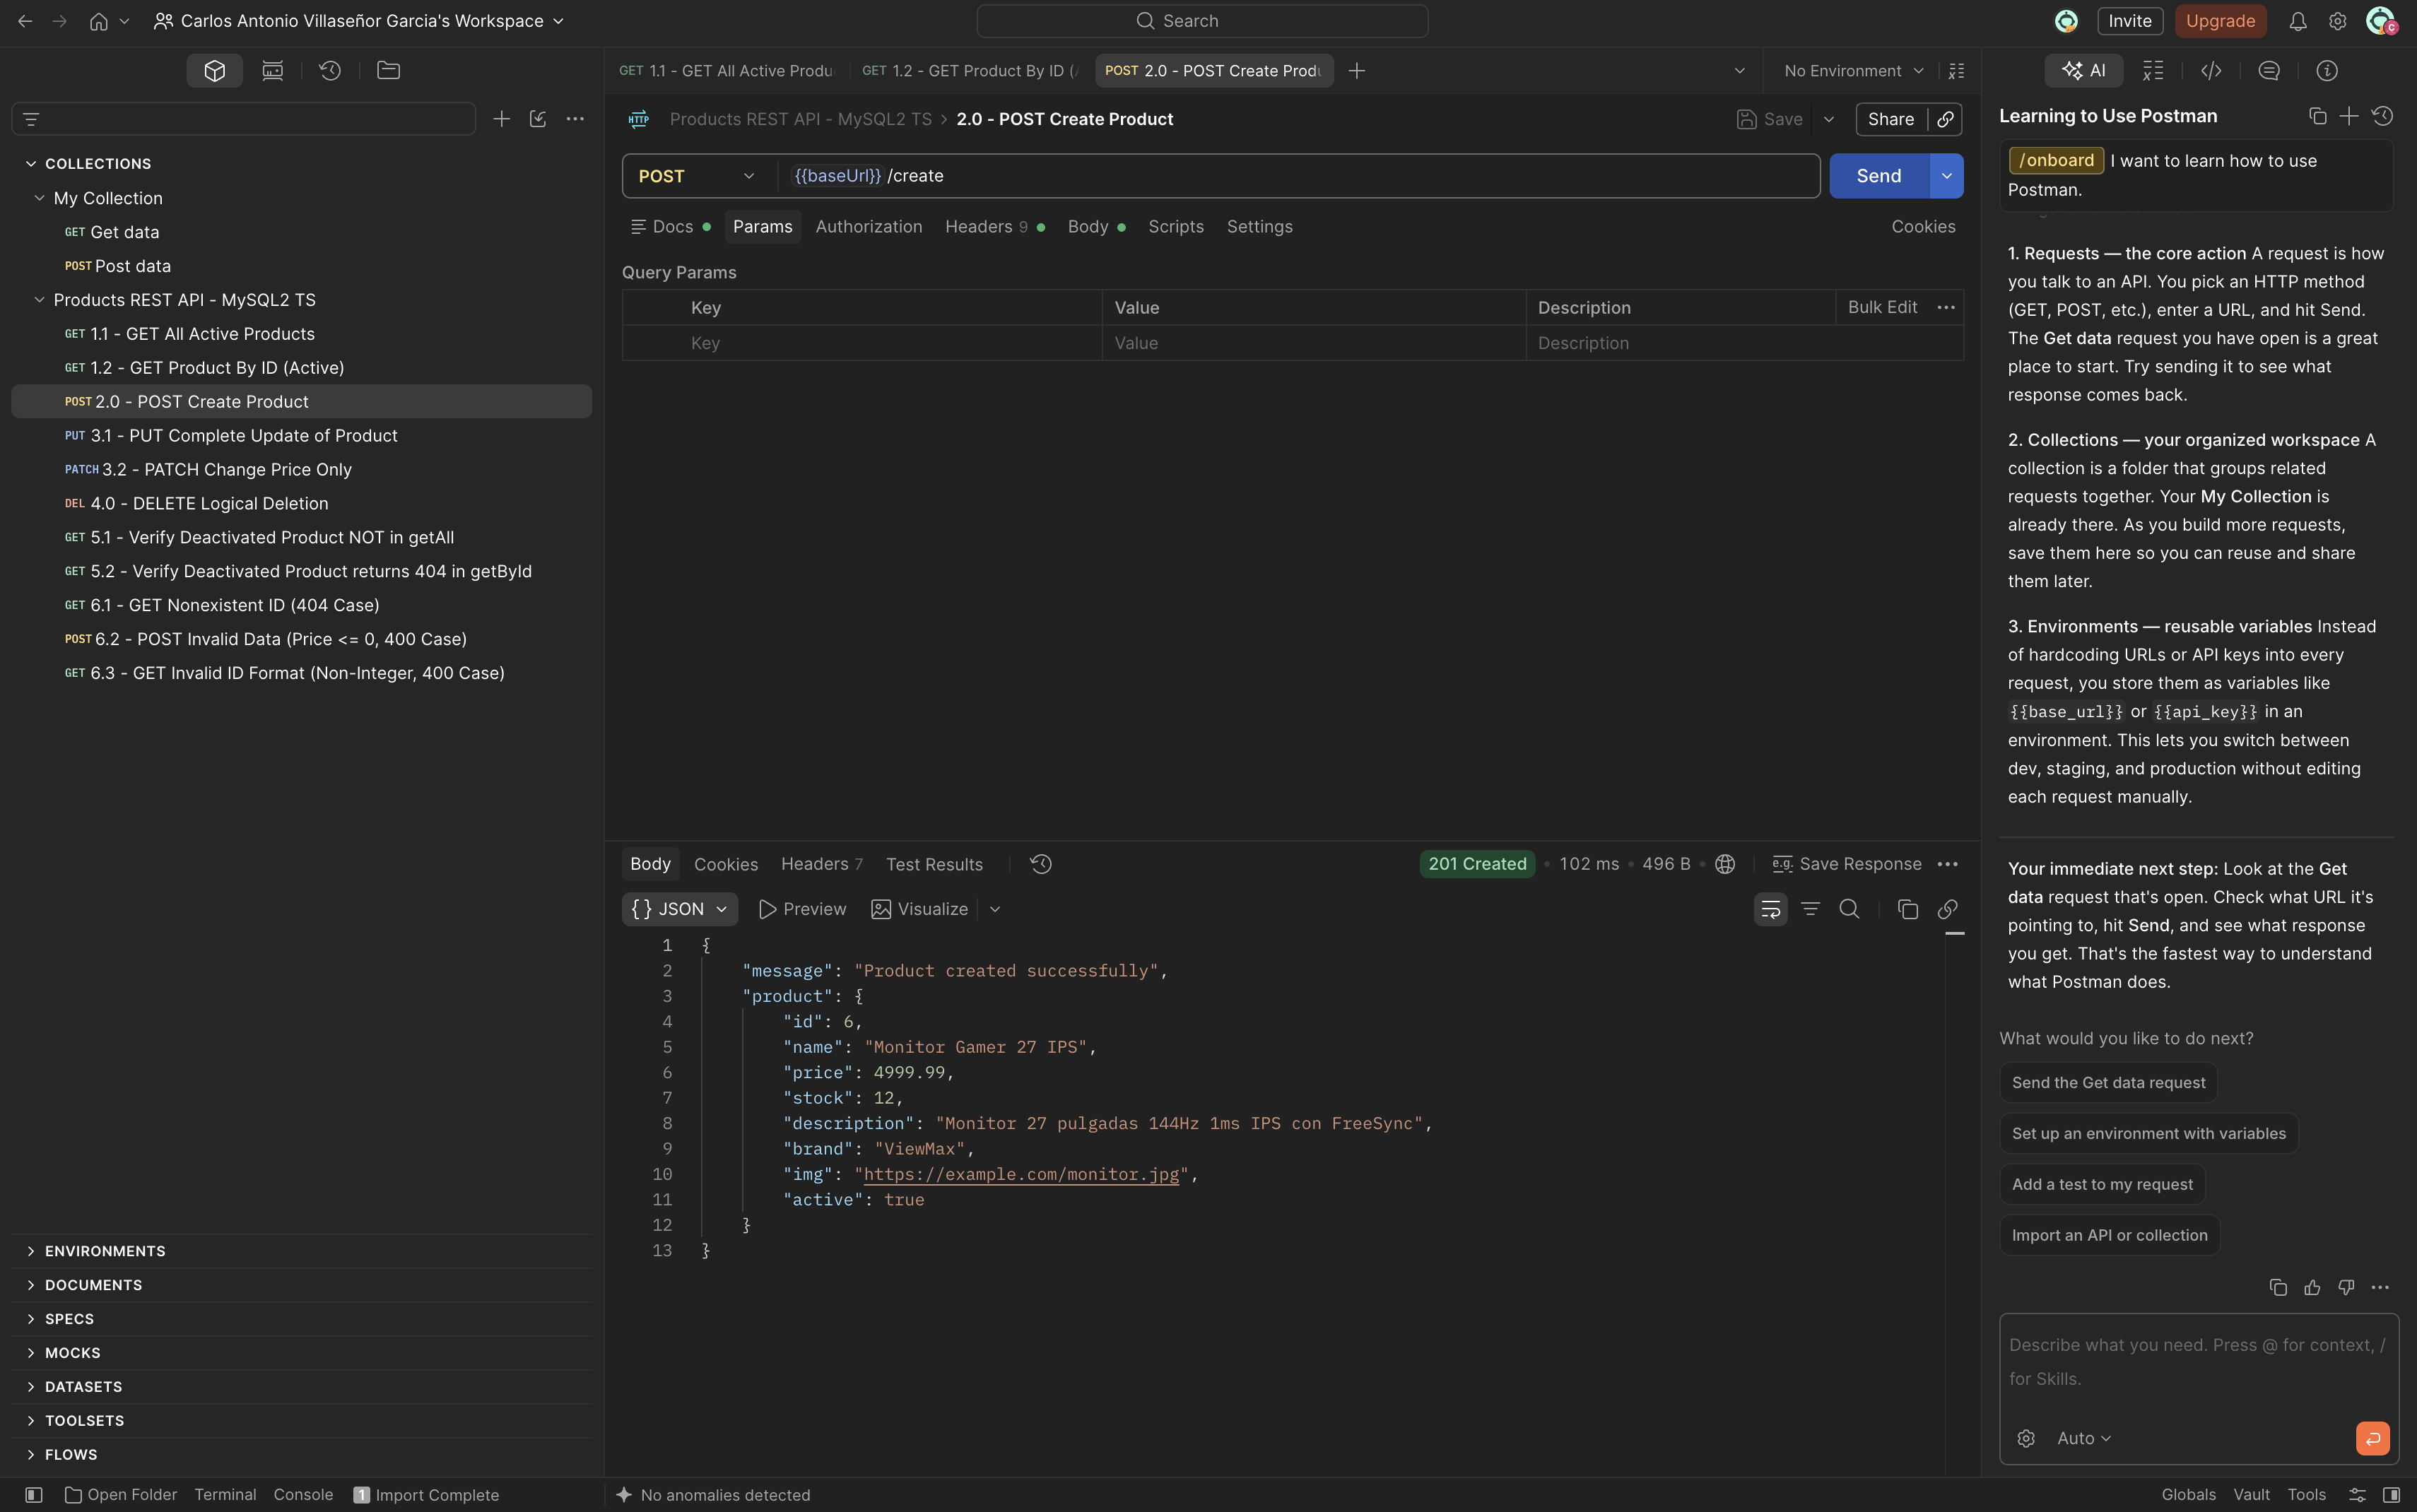 Carlos Antonio Villaseñor Garcia's Workspace
Search
Invite
Upgrade
COLLECTIONS
My Collection
GET Get data
POST Post data
Products REST API - MySQL2 TS
GET 1.1 - GET All Active Products
GET 1.2 - GET Product By ID (Active)
POST 2.0 - POST Create Product
PUT 3.1 - PUT Complete Update of Product
PATCH 3.2 - PATCH Change Price Only
DEL 4.0 - DELETE Logical Deletion
GET 5.1 - Verify Deactivated Product NOT in getAll
GET 5.2 - Verify Deactivated Product returns 404 in getById
GET 6.1 - GET Nonexistent ID (404 Case)
POST 6.2 - POST Invalid Data (Price <= 0, 400 Case)
GET 6.3 - GET Invalid ID Format (Non-Integer, 400 Case)
ENVIRONMENTS
DOCUMENTS
SPECS
MOCKS
DATASETS
TOOLSETS
FLOWS
GET 1.1 - GET All Active Produ
GET 1.2 - GET Product By ID (
POST 2.0 - POST Create Produ
No Environment
HTTP Products REST API - MySQL2 TS > 2.0 - POST Create Product
Save
Share
POST
{{baseUrl}} /create
Send
Docs
Params
Authorization
Headers 9
Body
Scripts
Settings
Cookies
Query Params
Key Value Description Bulk Edit
Key Value Description
Body
Cookies
Headers 7
Test Results
201 Created • 102 ms • 496 B •
e.g. Save Response
{} JSON
Preview
Visualize
1 {
2 "message": "Product created successfully",
3 "product": {
4 "id": 6,
5 "name": "Monitor Gamer 27 IPS",
6 "price": 4999.99,
7 "stock": 12,
8 "description": "Monitor 27 pulgadas 144Hz 1ms IPS con FreeSync",
9 "brand": "ViewMax",
10 "img": "https://example.com/monitor.jpg",
11 "active": true
12 }
13 }
AI
Learning to Use Postman
/onboard I want to learn how to use
Postman.
1. Requests — the core action A request is how
you talk to an API. You pick an HTTP method
(GET, POST, etc.), enter a URL, and hit Send.
The Get data request you have open is a great
place to start. Try sending it to see what
response comes back.
2. Collections — your organized workspace A
collection is a folder that groups related
requests together. Your My Collection is
already there. As you build more requests,
save them here so you can reuse and share
them later.
3. Environments — reusable variables Instead
of hardcoding URLs or API keys into every
request, you store them as variables like
{{base_url}} or {{api_key}} in an
environment. This lets you switch between
dev, staging, and production without editing
each request manually.
Your immediate next step: Look at the Get
data request that's open. Check what URL it's
pointing to, hit Send, and see what response
you get. That's the fastest way to understand
what Postman does.
What would you like to do next?
Send the Get data request
Set up an environment with variables
Add a test to my request
Import an API or collection
Describe what you need. Press @ for context, /
for Skills.
Auto
Open Folder
Terminal
Console
1 Import Complete
No anomalies detected
Globals
Vault
Tools